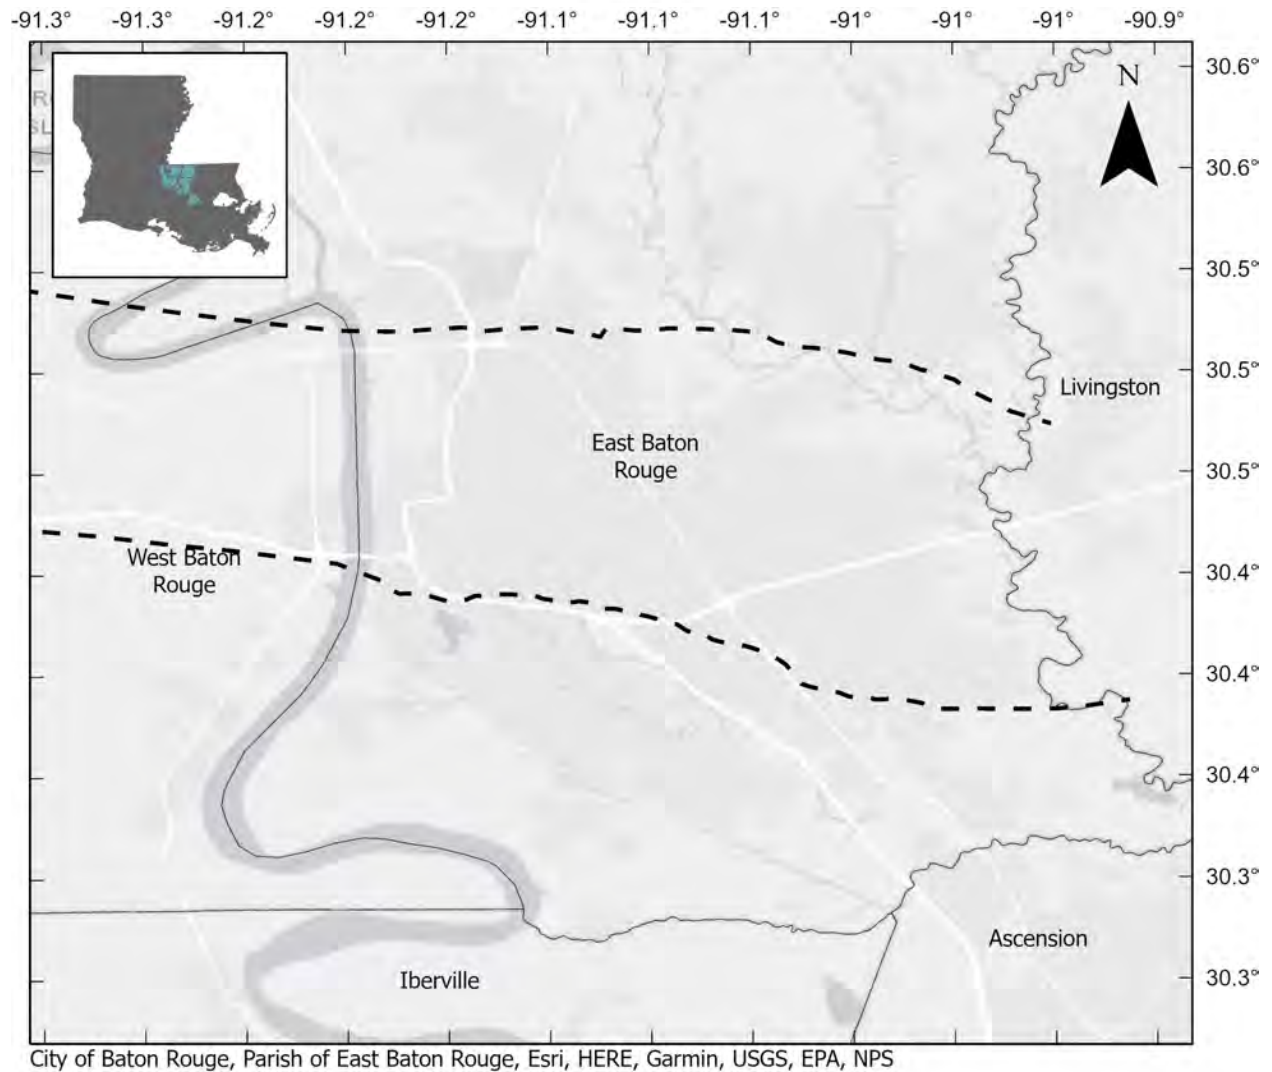 -91.3° -91.3° -91.2° -91.2° -91.2° -91.1° -91.1° -91.1° -91° -91° -91° -90.9°
30.6°
N
R
SL
30.6°
30.5°
30.5°
Livingston
East Baton
Rouge
30.5°
West Baton
Rouge
30.4°
30.4°
30.4°
30.3°
Ascension
Iberville
30.3°
City of Baton Rouge, Parish of East Baton Rouge, Esri, HERE, Garmin, USGS, EPA, NPS